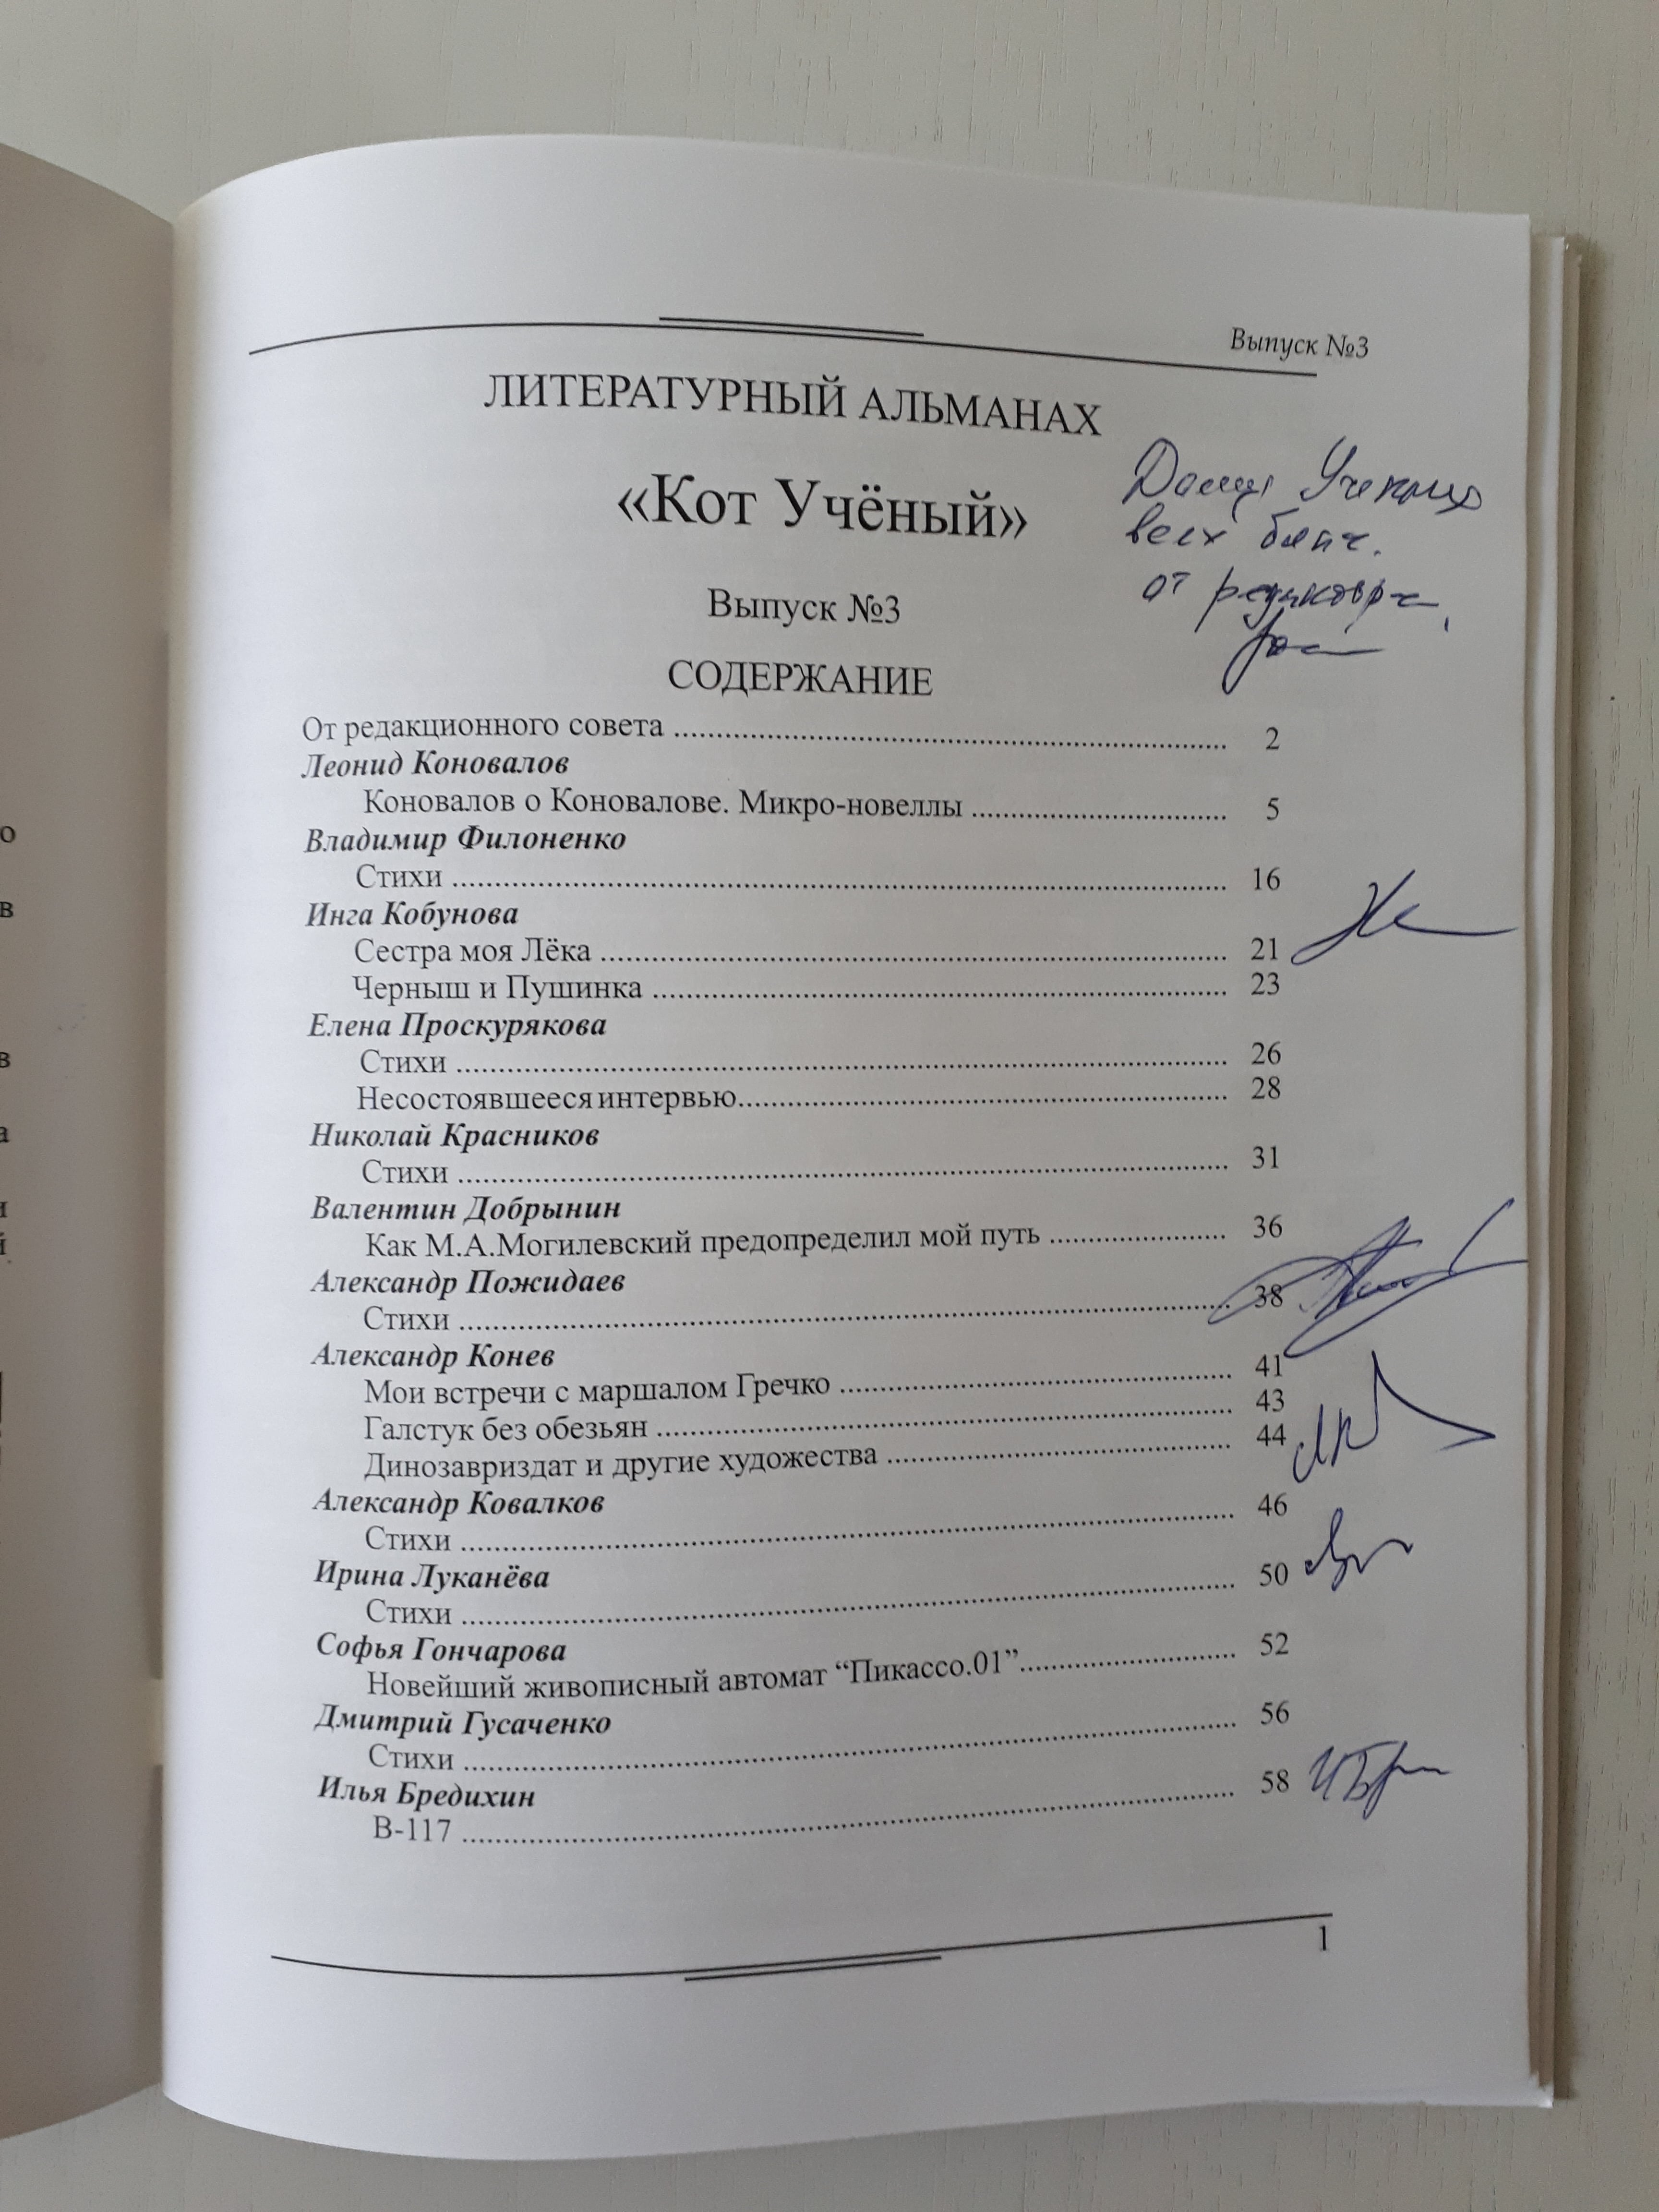 Выпуск №3
ЛИТЕРАТУРНЫЙ АЛЬМАНАХ
«Кот Учёный»
Дому Ученых
всех благ.
от редактора
Выпуск №3
СОДЕРЖАНИЕ
От редакционного совета ........ 2
Леонид Коновалов
Коновалов о Коновалове. Микро-новеллы ........ 5
Владимир Филоненко
Стихи ........ 16
Инга Кобунова
Сестра моя Лёка ........ 21
Черныш и Пушинка ........ 23
Елена Проскурякова
Стихи ........ 26
Несостоявшееся интервью........ 28
Николай Красников
Стихи ........ 31
Валентин Добрынин
Как М.А.Могилевский предопределил мой путь ........ 36
Александр Пожидаев
Стихи ........ 38
Александр Конев
Мои встречи с маршалом Гречко ........ 41
Галстук без обезьян ........ 43
Динозавриздат и другие художества ........ 44
Александр Ковалков
Стихи ........ 46
Ирина Луканёва
Стихи ........ 50
Софья Гончарова
Новейший живописный автомат “Пикассо.01”........ 52
Дмитрий Гусаченко
Стихи ........ 56
Илья Бредихин
В-117 ........ 58
1